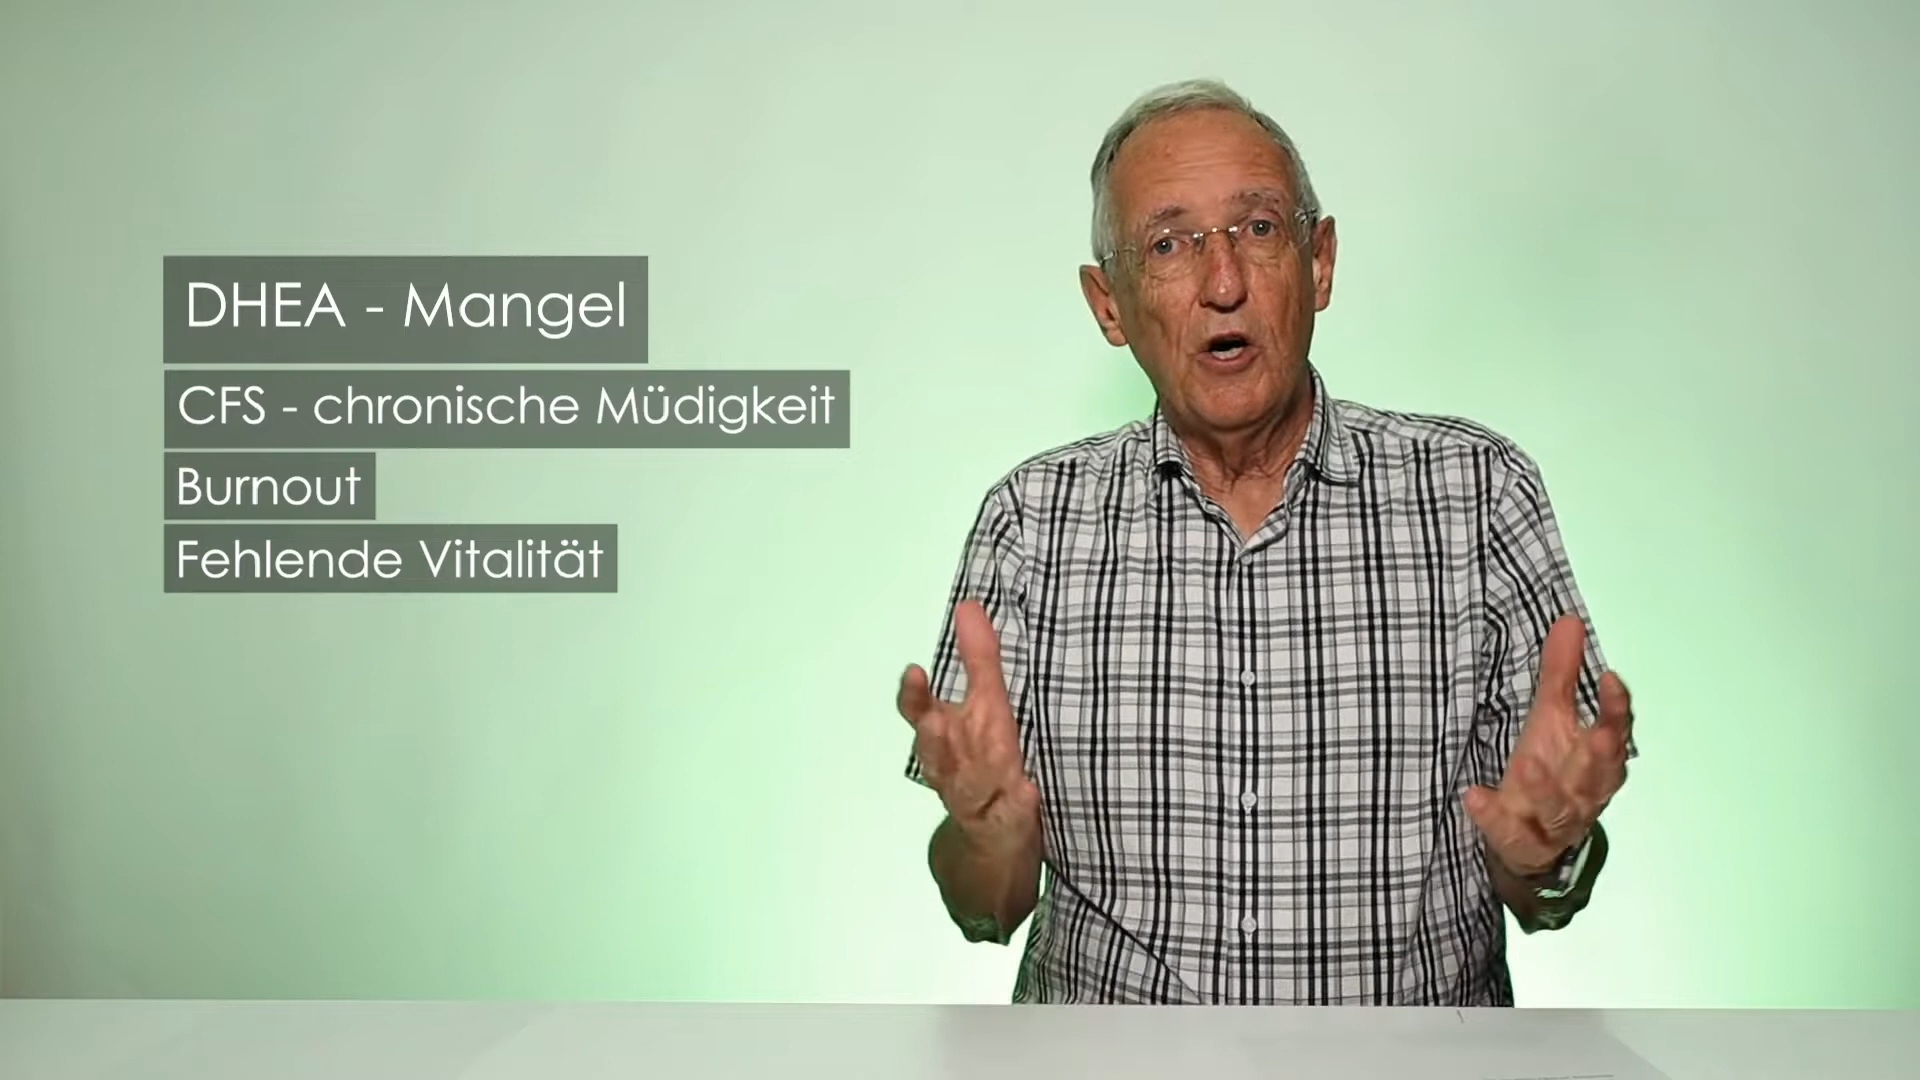 DHEA - Mangel
CFS - chronische Müdigkeit
Burnout
Fehlende Vitalität